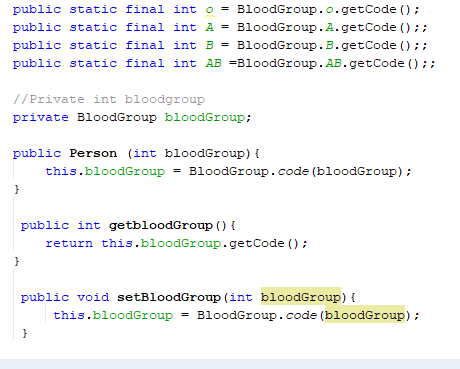 public static final int o = BloodGroup.o.getCode();
public static final int A = BloodGroup.A.getCode();;
public static final int B = BloodGroup.B.getCode();;
public static final int AB =BloodGroup.AB.getCode();;
//Private int bloodgroup
private BloodGroup bloodGroup;
public Person (int bloodGroup){
this.bloodGroup = BloodGroup.code(bloodGroup);
}
public int getbloodGroup(){
return this.bloodGroup.getCode();
}
public void setBloodGroup(int bloodGroup){
this.bloodGroup = BloodGroup.code(bloodGroup);
}